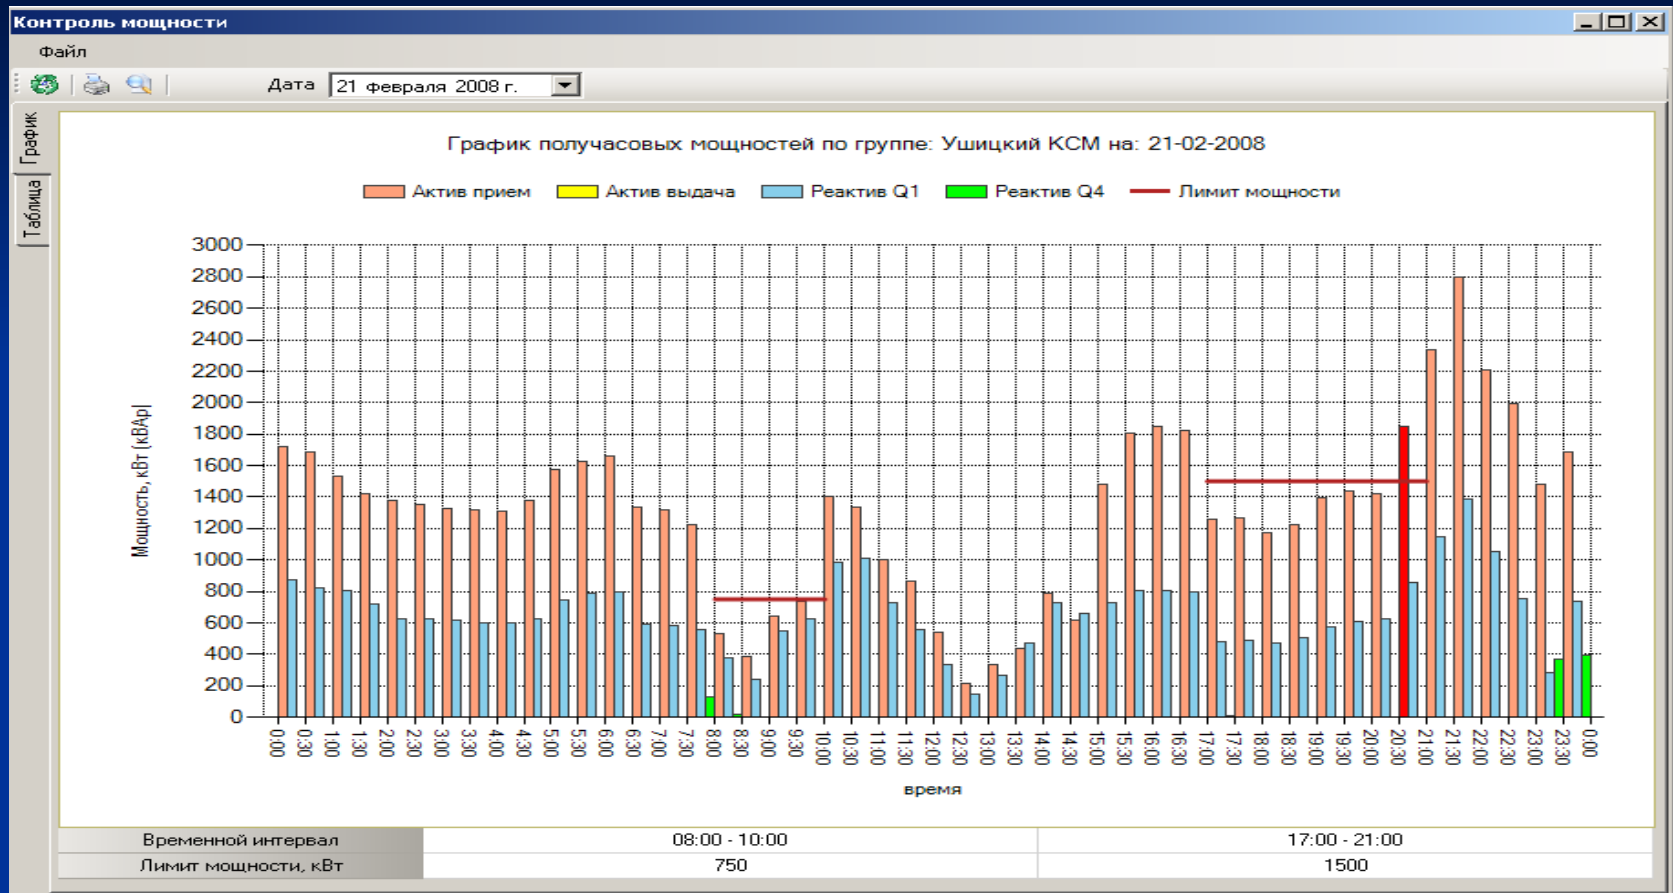 Контроль мощности
Файл
Дата 21 февраля 2008 г.
График
Таблица
График получасовых мощностей по группе: Ушицкий КСМ на: 21-02-2008
Актив прием Актив выдача Реактив Q1 Реактив Q4 Лимит мощности
Мощность, кВт (кВАр)
3000
2800
2600
2400
2200
2000
1800
1600
1400
1200
1000
800
600
400
200
0
0:00 0:30 1:00 1:30 2:00 2:30 3:00 3:30 4:00 4:30 5:00 5:30 6:00 6:30 7:00 7:30 8:00 8:30 9:00 9:30 10:00 10:30 11:00 11:30 12:00 12:30 13:00 13:30 14:00 14:30 15:00 15:30 16:00 16:30 17:00 17:30 18:00 18:30 19:00 19:30 20:00 20:30 21:00 21:30 22:00 22:30 23:00 23:30 0:00
время
Временной интервал 08:00 - 10:00 17:00 - 21:00
Лимит мощности, кВт 750 1500